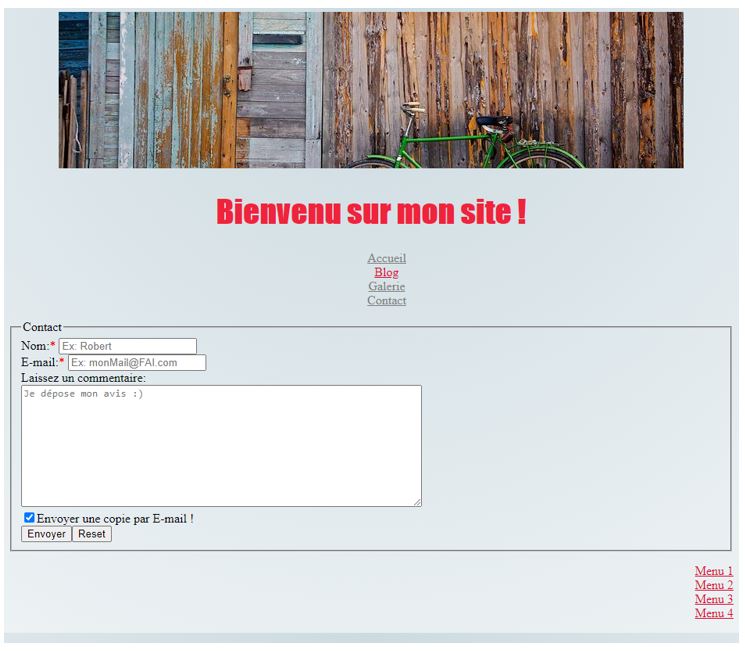 Bienvenu sur mon site !
Accueil
Blog
Galerie
Contact
Contact
Nom:* Ex: Robert
E-mail:* Ex: monMail@FAI.com
Laissez un commentaire:
Je dépose mon avis :)
Envoyer une copie par E-mail !
Envoyer Reset
Menu 1
Menu 2
Menu 3
Menu 4